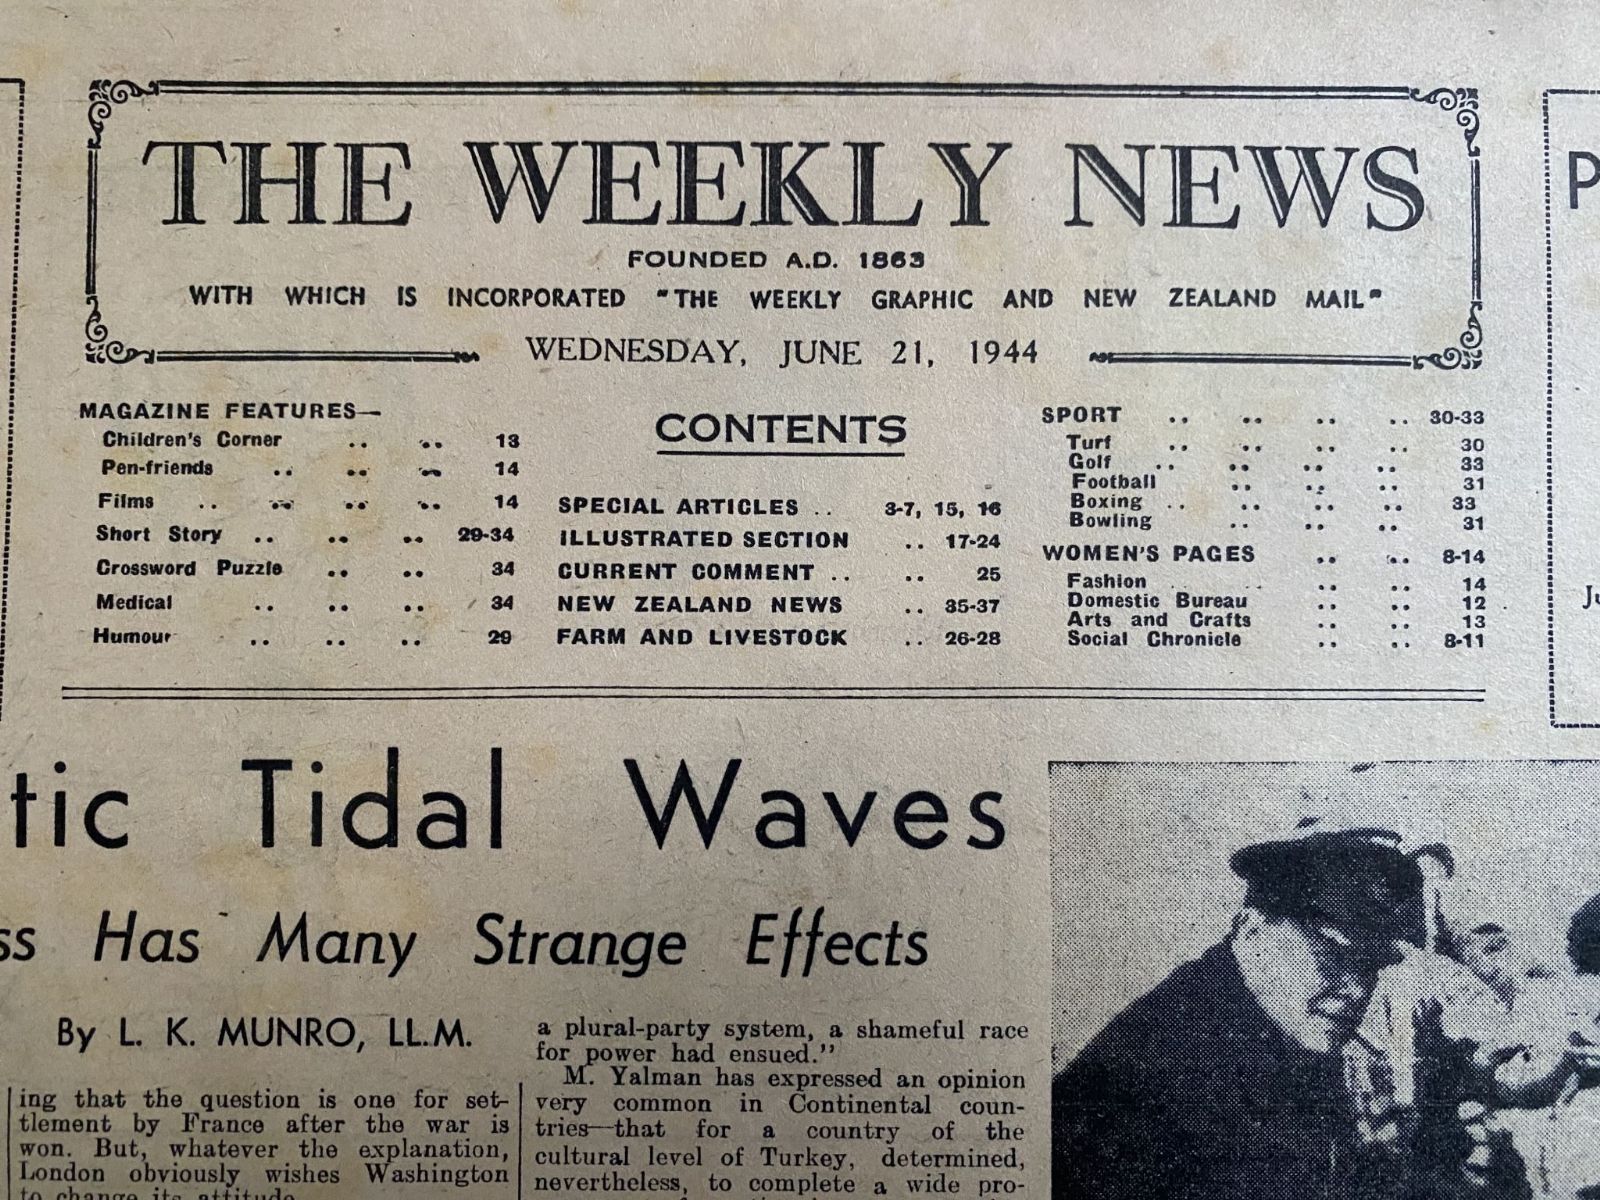 THE WEEKLY NEWS
FOUNDED A.D. 1863
WITH WHICH IS INCORPORATED "THE WEEKLY GRAPHIC AND NEW ZEALAND MAIL"
WEDNESDAY, JUNE 21, 1944
MAGAZINE FEATURES—
Children's Corner .. .. 13
Pen-friends .. .. .. 14
Films .. .. .. .. 14
Short Story .. .. .. 29-34
Crossword Puzzle .. .. 34
Medical .. .. .. 34
Humour .. .. .. 29
CONTENTS
SPECIAL ARTICLES .. 3-7, 15, 16
ILLUSTRATED SECTION .. 17-24
CURRENT COMMENT .. .. 25
NEW ZEALAND NEWS .. 35-37
FARM AND LIVESTOCK .. 26-28
SPORT .. .. .. .. 30-33
Turf .. .. .. .. 30
Golf .. .. .. .. 33
Football .. .. .. 31
Boxing .. .. .. .. 33
Bowling .. .. .. 31
WOMEN'S PAGES .. .. 8-14
Fashion .. .. .. .. 14
Domestic Bureau .. .. 12
Arts and Crafts .. .. 13
Social Chronicle .. .. 8-11
P
Ju
tic Tidal Waves
ss Has Many Strange Effects
By L. K. MUNRO, LL.M.
ing that the question is one for set-
tlement by France after the war is
won. But, whatever the explanation,
London obviously wishes Washington
to change its attitude.
a plural-party system, a shameful race
for power had ensued."
M. Yalman has expressed an opinion
very common in Continental coun-
tries—that for a country of the
cultural level of Turkey, determined,
nevertheless, to complete a wide pro-